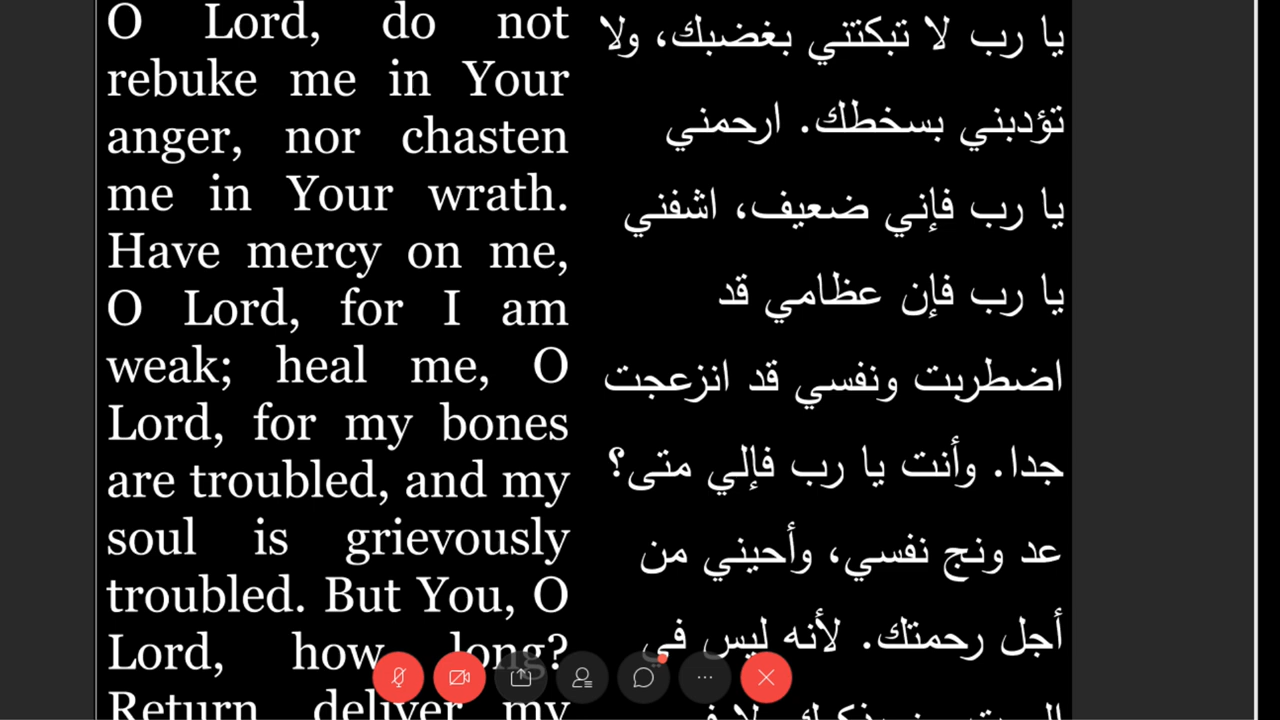 O Lord, do not
rebuke me in Your
anger, nor chasten
me in Your wrath.
Have mercy on me,
O Lord, for I am
weak; heal me, O
Lord, for my bones
are troubled, and my
soul is grievously
troubled. But You, O
Lord, how long?
Return, deliver my
يا رب لا تبكتني بغضبك، ولا
تؤدبني بسخطك. ارحمني
يا رب فإني ضعيف، اشفني
يا رب فإن عظامي قد
اضطربت ونفسي قد انزعجت
جدا. وأنت يا رب فإلي متى؟
عد ونج نفسي، وأحيني من
أجل رحمتك. لأنه ليس في